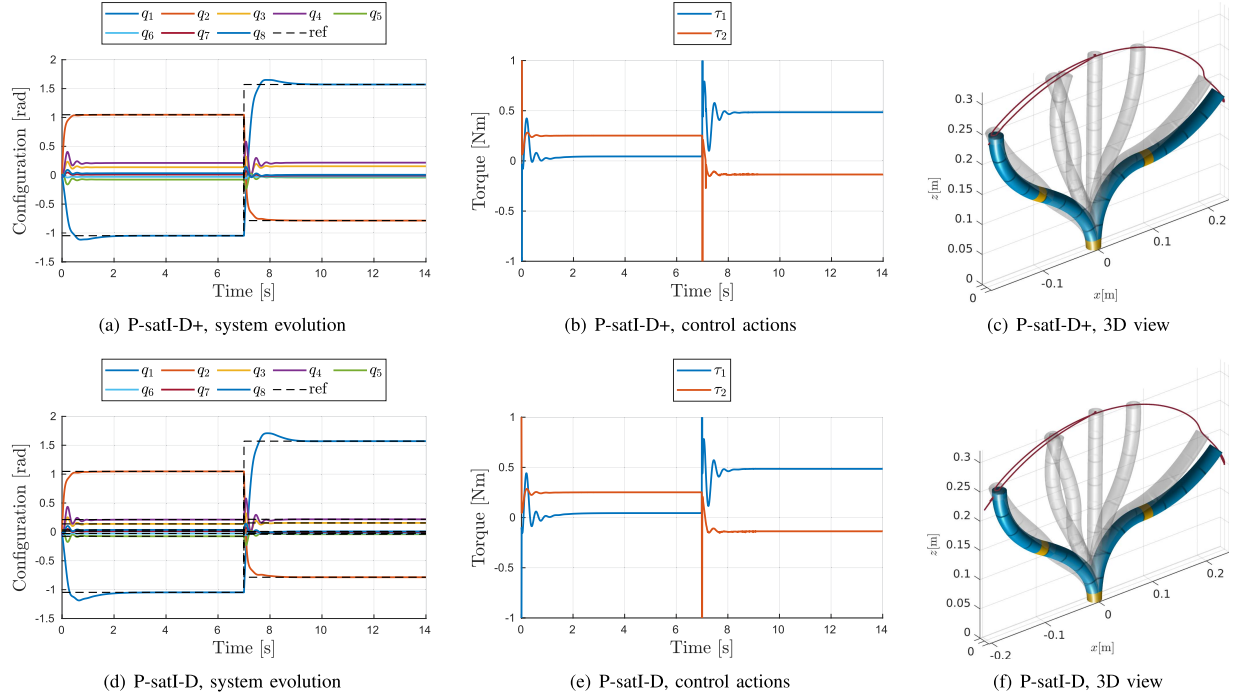 q₁ q₂ q₃ q₄ q₅
q₆ q₇ q₈ ref
Configuration [rad]
2
1.5
1
0.5
0
-0.5
-1
-1.5
0 2 4 6 8 10 12 14
Time [s]
(a) P-satI-D+, system evolution
τ₁
τ₂
Torque [Nm]
1
0.5
0
-0.5
-1
0 2 4 6 8 10 12 14
Time [s]
(b) P-satI-D+, control actions
z[m]
0.3
0.25
0.2
0.15
0.1
0.05
0
0 -0.1 0 0.1 0.2
x[m]
(c) P-satI-D+, 3D view
q₁ q₂ q₃ q₄ q₅
q₆ q₇ q₈ ref
Configuration [rad]
2
1.5
1
0.5
0
-0.5
-1
-1.5
0 2 4 6 8 10 12 14
Time [s]
(d) P-satI-D, system evolution
τ₁
τ₂
Torque [Nm]
1
0.5
0
-0.5
-1
0 2 4 6 8 10 12 14
Time [s]
(e) P-satI-D, control actions
z[m]
0.3
0.25
0.2
0.15
0.1
0.05
0
0 -0.2 -0.1 0 0.1 0.2
x[m]
(f) P-satI-D, 3D view